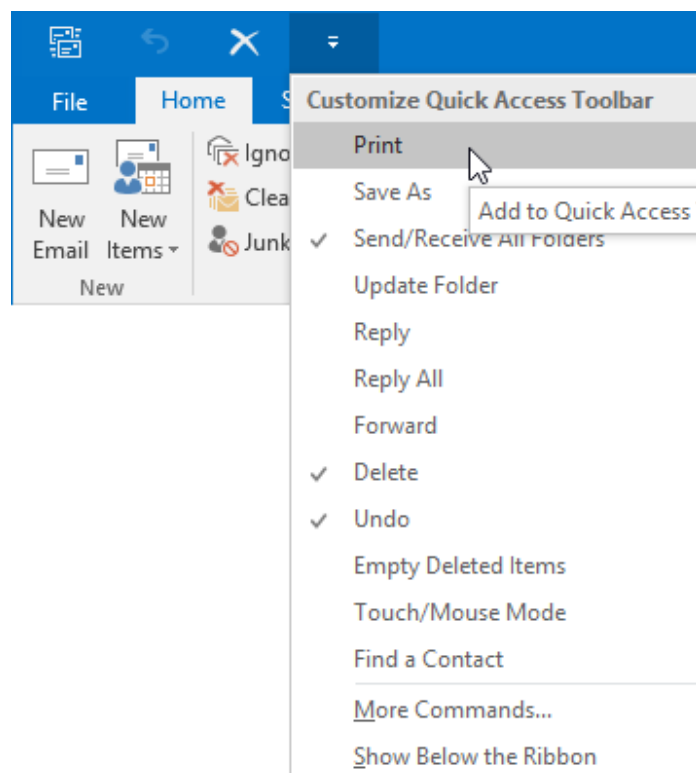 File
Home
Customize Quick Access Toolbar
Print
Save As
Add to Quick Access
Send/Receive All Folders
Update Folder
Reply
Reply All
Forward
Delete
Undo
Empty Deleted Items
Touch/Mouse Mode
Find a Contact
More Commands...
Show Below the Ribbon
New
Email
New
Items
Igno
Clea
Junk
New